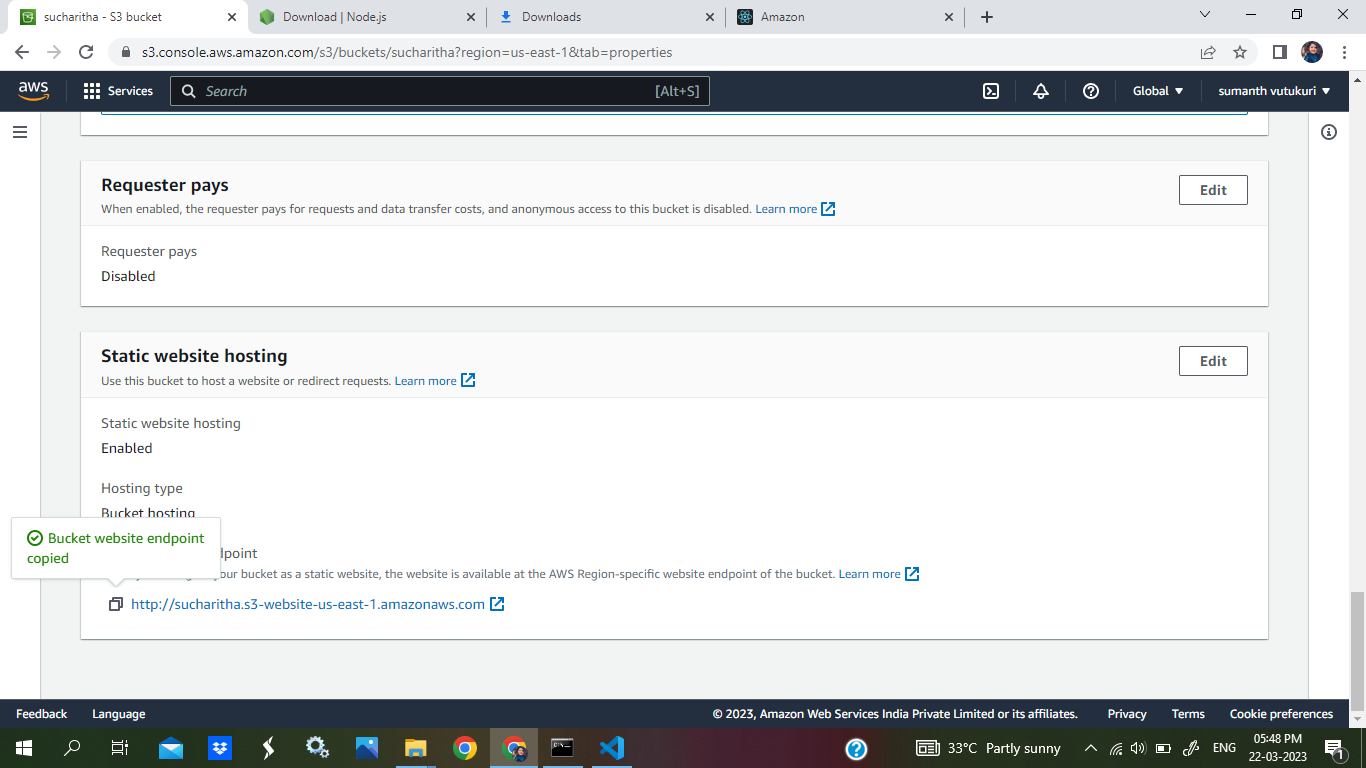 sucharitha - S3 bucket
Download | Node.js
Downloads
Amazon
s3.console.aws.amazon.com/s3/buckets/sucharitha?region=us-east-1&tab=properties
aws
Services
Search
[Alt+S]
Global
sumanth vutukuri
Requester pays
Edit
When enabled, the requester pays for requests and data transfer costs, and anonymous access to this bucket is disabled. Learn more
Requester pays
Disabled
Static website hosting
Edit
Use this bucket to host a website or redirect requests. Learn more
Static website hosting
Enabled
Hosting type
Bucket hosting
Bucket website endpoint
copied
dpoint
your bucket as a static website, the website is available at the AWS Region-specific website endpoint of the bucket. Learn more
http://sucharitha.s3-website-us-east-1.amazonaws.com
Feedback
Language
© 2023, Amazon Web Services India Private Limited or its affiliates.
Privacy
Terms
Cookie preferences
33°C Partly sunny
ENG
05:48 PM
22-03-2023
1